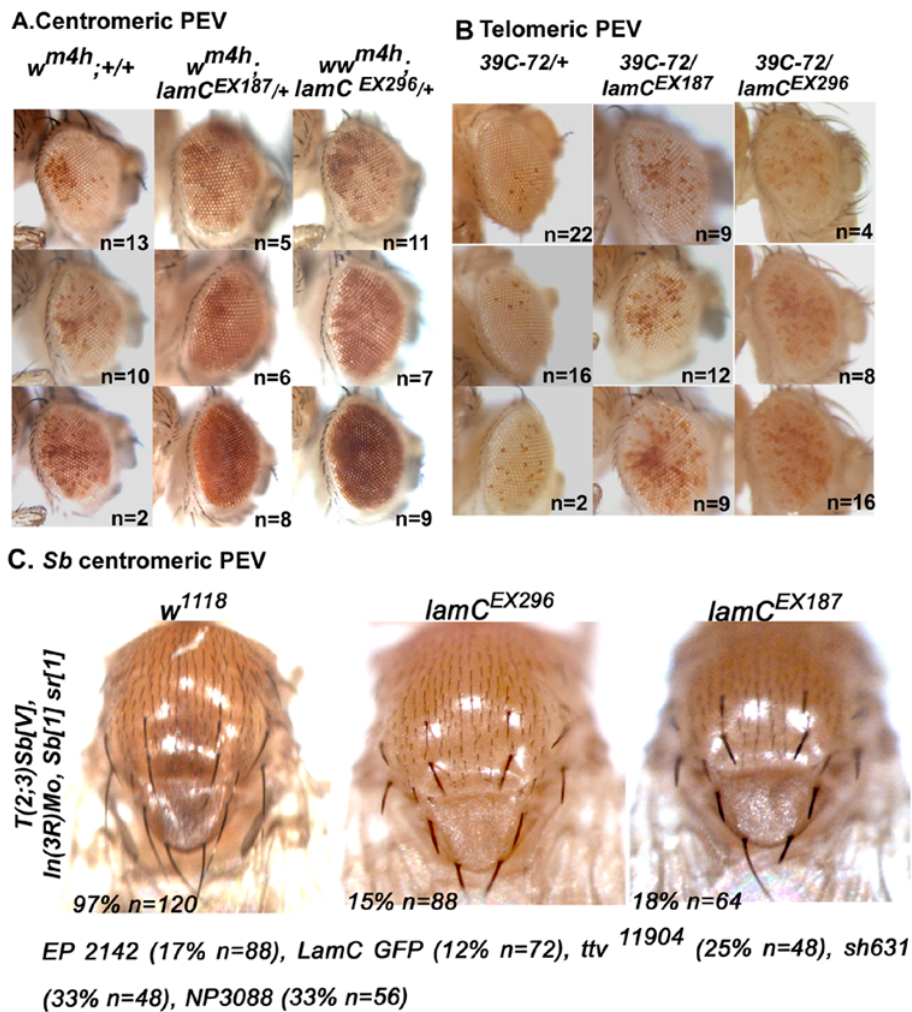 A.Centromeric PEV
w^m4h;+/+
w^m4h;
lamC^EX187/+
ww^m4h;
lamC ^EX296/+
n=13
n=5
n=11
n=10
n=6
n=7
n=2
n=8
n=9
B Telomeric PEV
39C-72/+
39C-72/
lamC^EX187
39C-72/
lamC^EX296
n=22
n=9
n=4
n=16
n=12
n=8
n=2
n=9
n=16
C. Sb centromeric PEV
T(2;3)Sb[V],
In(3R)Mo, Sb[1] sr[1]
w^1118
lamC^EX296
lamC^EX187
97% n=120
15% n=88
18% n=64
EP 2142 (17% n=88), LamC GFP (12% n=72), ttv ^11904 (25% n=48), sh631
(33% n=48), NP3088 (33% n=56)